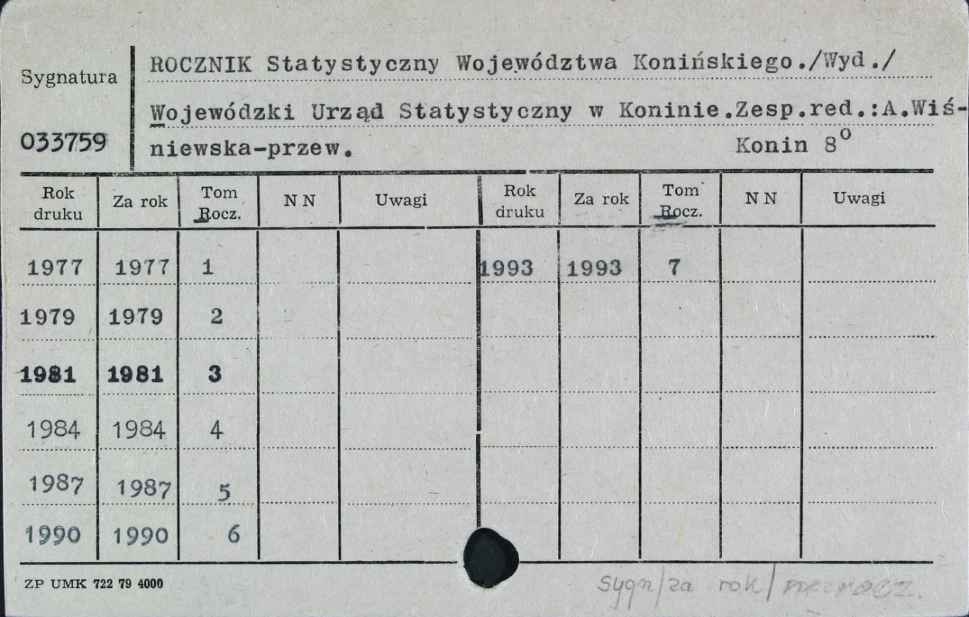 Sygnatura
033759
ROCZNIK Statystyczny Województwa Konińskiego./Wyd./
Wojewódzki Urząd Statystyczny w Koninie.Zesp.red.:A.Wiś-
niewska-przew. Konin 8°
Rok druku Za rok Tom Rocz. N N Uwagi Rok druku Za rok Tom Rocz. N N Uwagi
1977 1977 1 1993 1993 7
1979 1979 2
1981 1981 3
1984 1984 4
1987 1987 5
1990 1990 6
ZP UMK 722 79 4000
sygn/za rok/